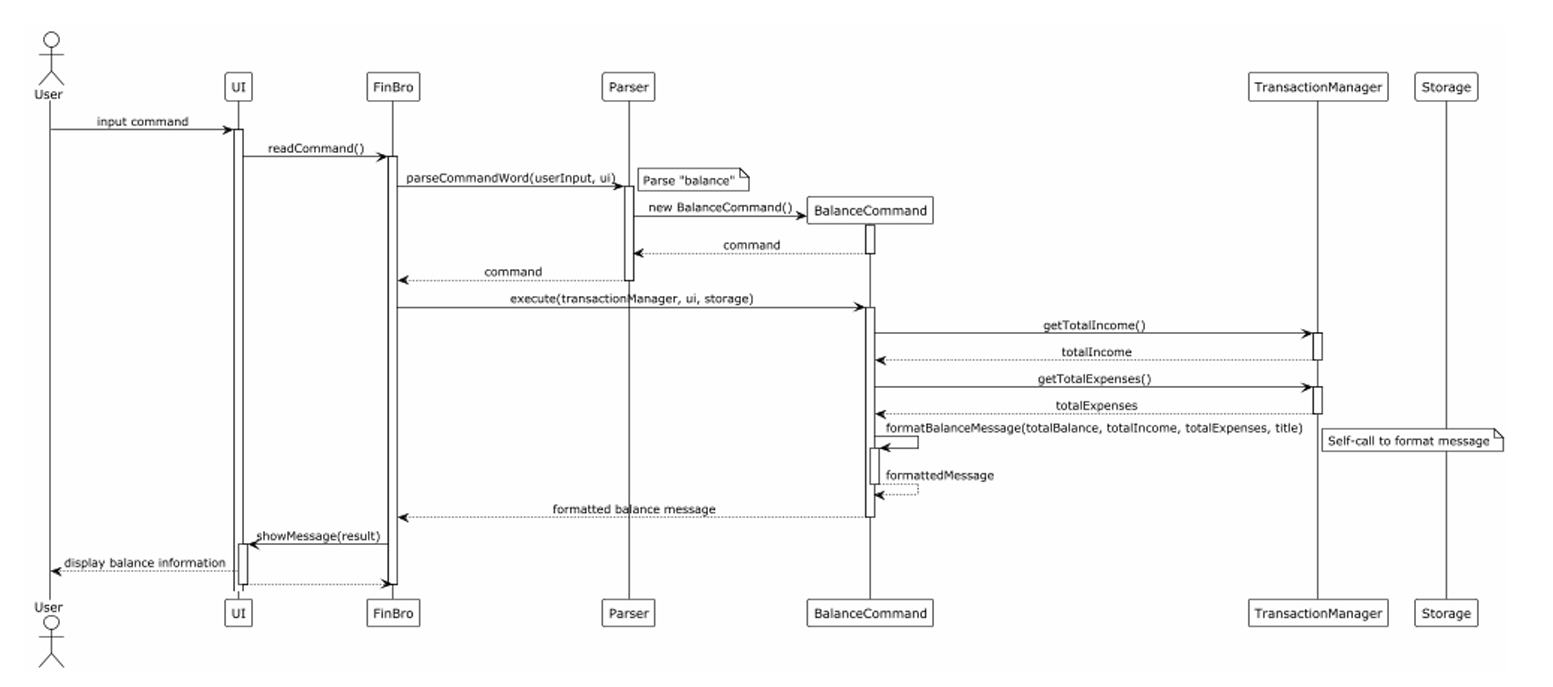 User
UI
FinBro
Parser
TransactionManager
Storage
input command
readCommand()
parseCommandWord(userInput, ui)
Parse "balance"
new BalanceCommand()
BalanceCommand
command
command
execute(transactionManager, ui, storage)
getTotalIncome()
totalIncome
getTotalExpenses()
totalExpenses
formatBalanceMessage(totalBalance, totalIncome, totalExpenses, title)
Self-call to format message
formattedMessage
formatted balance message
showMessage(result)
display balance information
User
UI
FinBro
Parser
BalanceCommand
TransactionManager
Storage